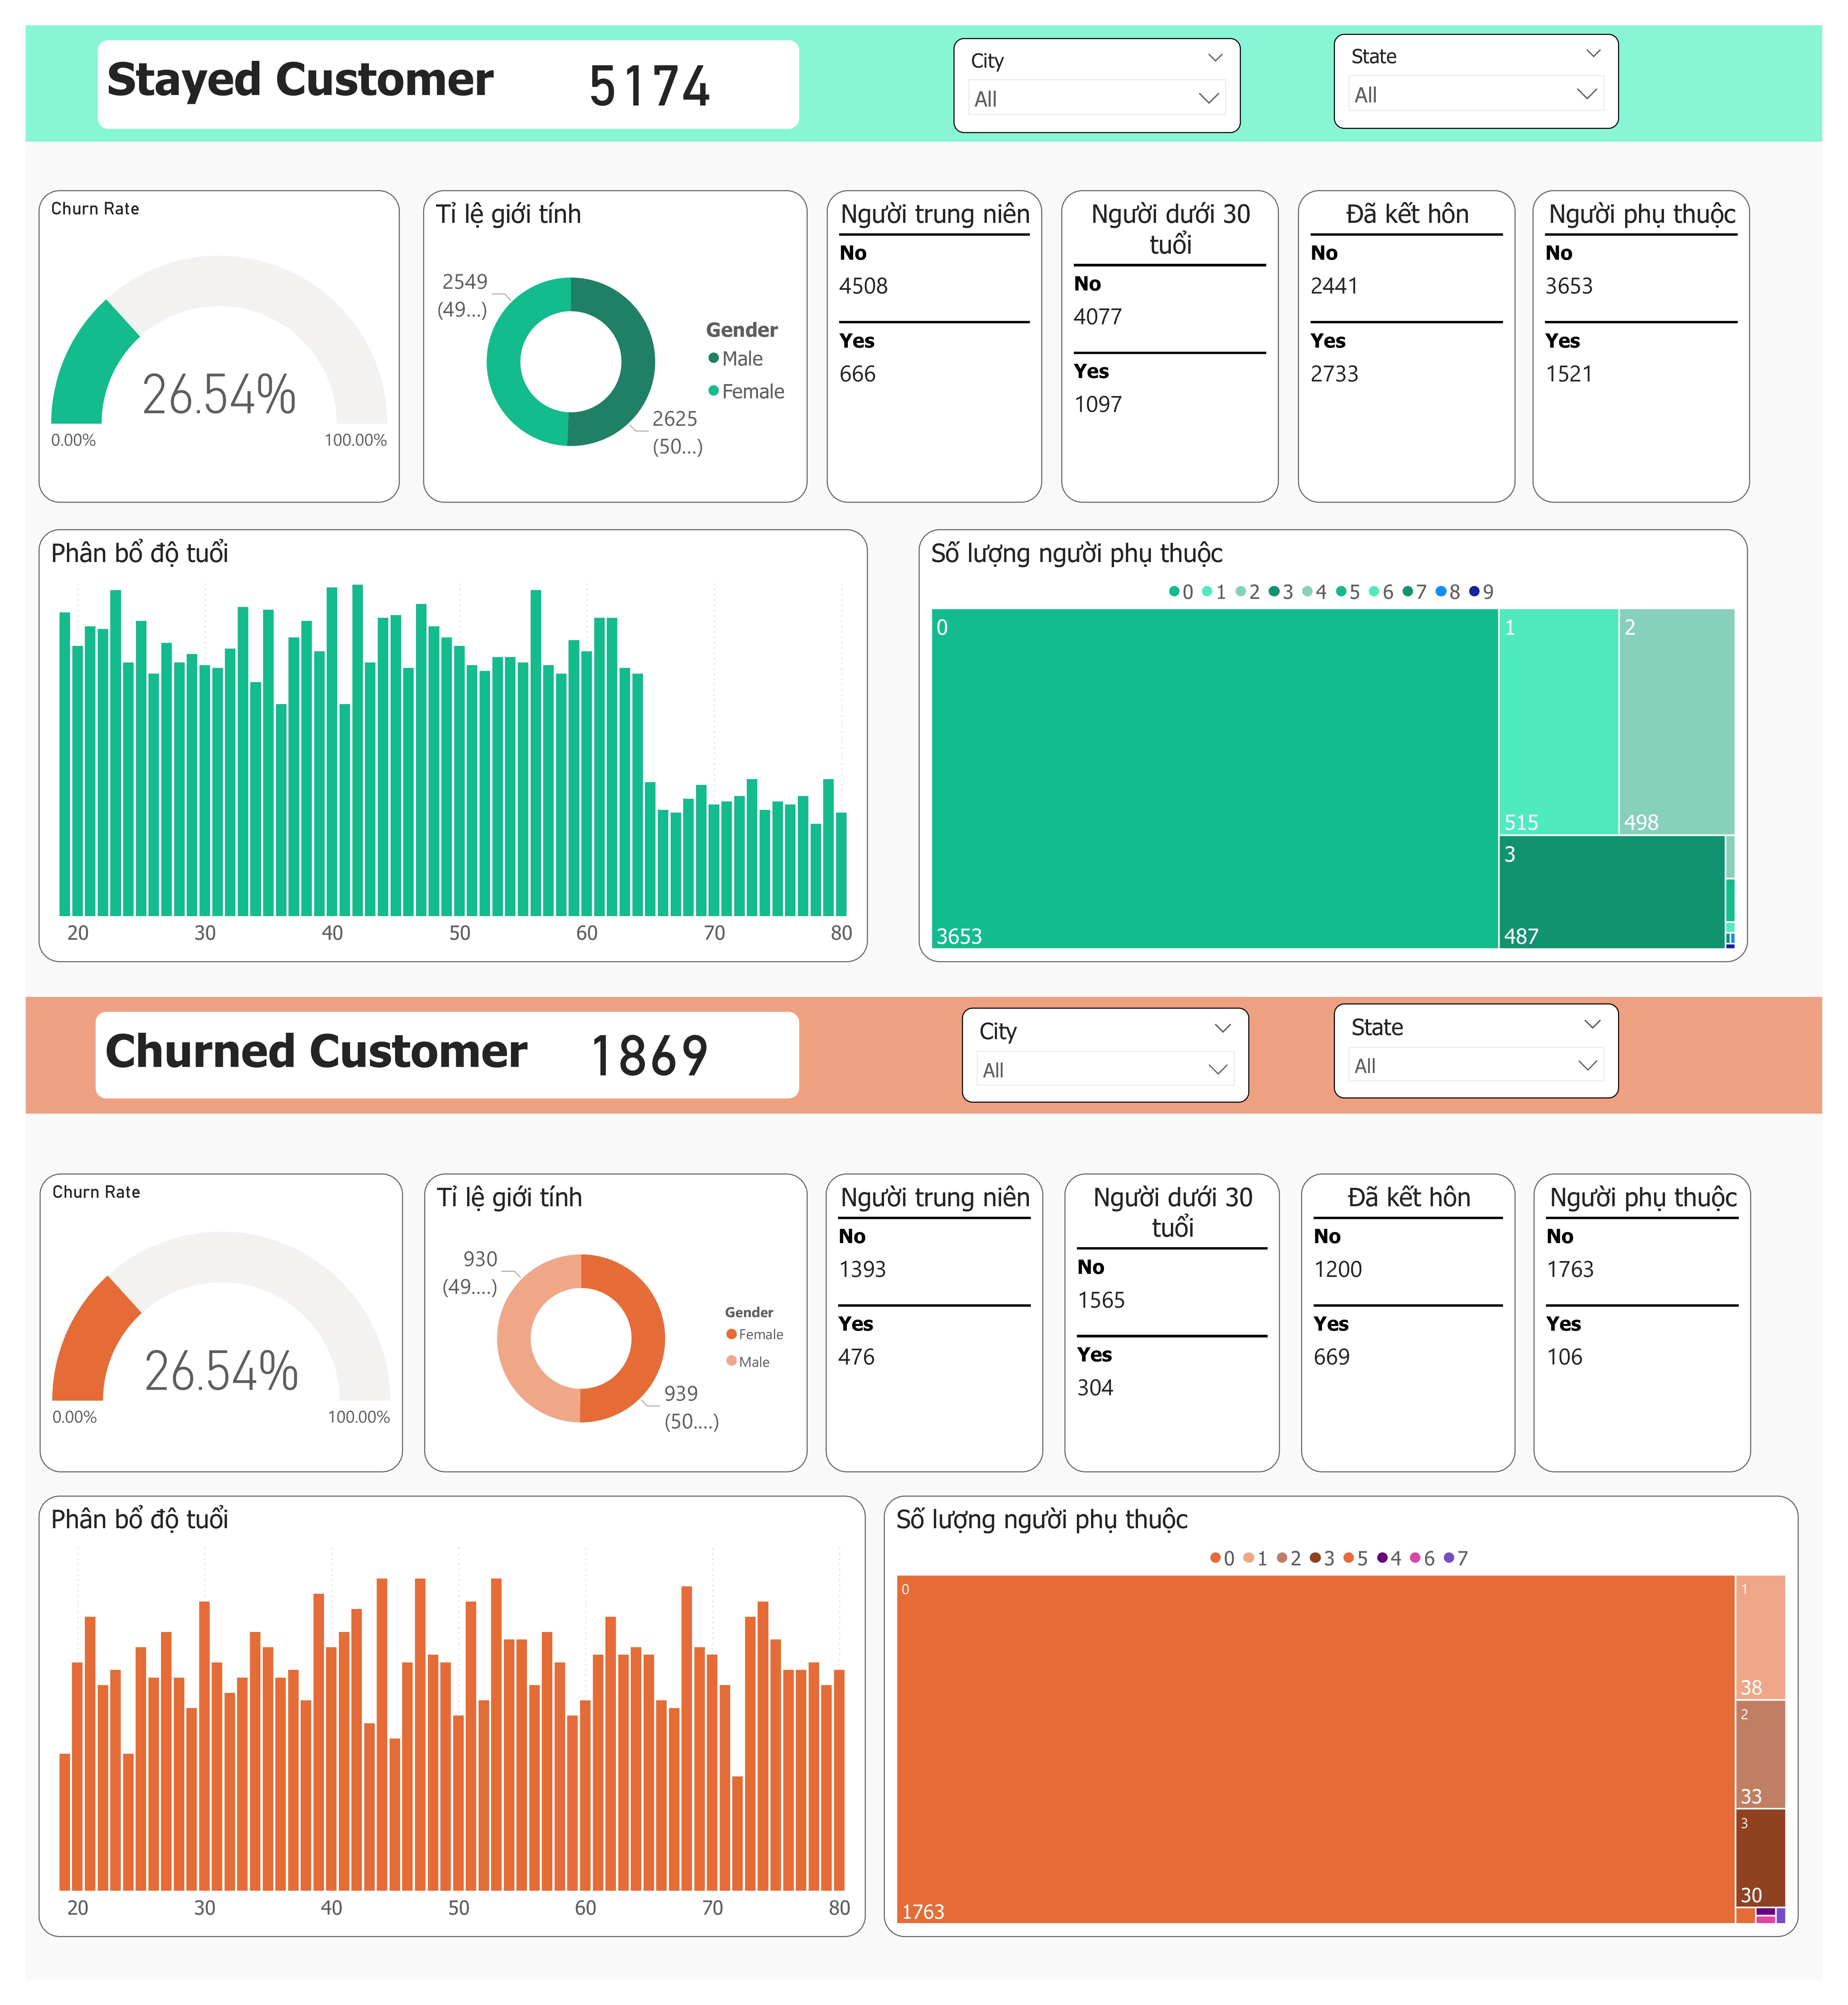 Stayed Customer 5174
City
All
State
All
Churn Rate
26.54%
0.00% 100.00%
Tỉ lệ giới tính
2549
(49...)
2625
(50...)
Gender
Male
Female
Người trung niên
No
4508
Yes
666
Người dưới 30
tuổi
No
4077
Yes
1097
Đã kết hôn
No
2441
Yes
2733
Người phụ thuộc
No
3653
Yes
1521
Phân bổ độ tuổi
20 30 40 50 60 70 80
Số lượng người phụ thuộc
0 1 2 3 4 5 6 7 8 9
0
3653
1
515
2
498
3
487
Churned Customer 1869
City
All
State
All
Churn Rate
26.54%
0.00% 100.00%
Tỉ lệ giới tính
930
(49....)
939
(50....)
Gender
Female
Male
Người trung niên
No
1393
Yes
476
Người dưới 30
tuổi
No
1565
Yes
304
Đã kết hôn
No
1200
Yes
669
Người phụ thuộc
No
1763
Yes
106
Phân bổ độ tuổi
20 30 40 50 60 70 80
Số lượng người phụ thuộc
0 1 2 3 5 4 6 7
0
1763
1
38
2
33
3
30